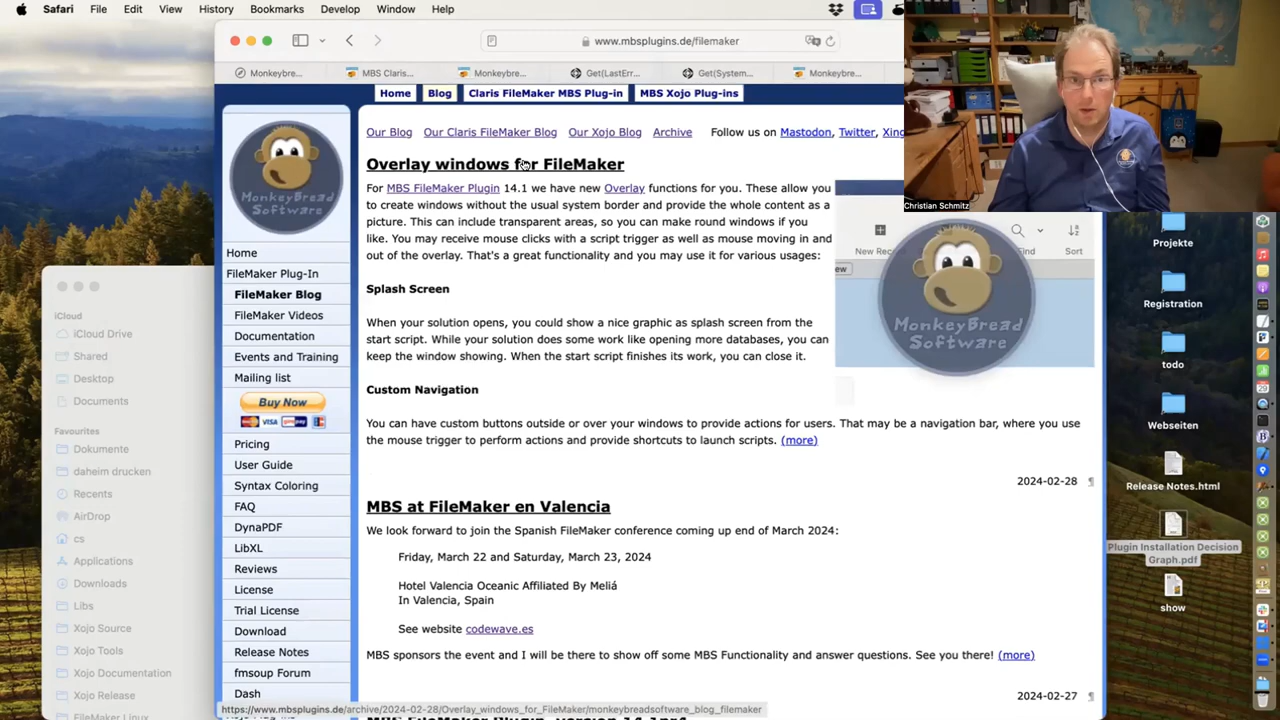 Safari File Edit View History Bookmarks Develop Window Help
www.mbsplugins.de/filemaker
Monkeybre... MBS Claris... Monkeybre... Get(LastErr... Get(System... Monkeybre...
Home Blog Claris FileMaker MBS Plug-in MBS Xojo Plug-ins
Our Blog Our Claris FileMaker Blog Our Xojo Blog Archive Follow us on Mastodon, Twitter, Xing
Overlay windows for FileMaker
For MBS FileMaker Plugin 14.1 we have new Overlay functions for you. These allow you
to create windows without the usual system border and provide the whole content as a
picture. This can include transparent areas, so you can make round windows if you
like. You may receive mouse clicks with a script trigger as well as mouse moving in and
out of the overlay. That's a great functionality and you may use it for various usages:
Splash Screen
When your solution opens, you could show a nice graphic as splash screen from the
start script. While your solution does some work like opening more databases, you can
keep the window showing. When the start script finishes its work, you can close it.
Custom Navigation
You can have custom buttons outside or over your windows to provide actions for users. That may be a navigation bar, where you use
the mouse trigger to perform actions and provide shortcuts to launch scripts. (more)
2024-02-28 ¶
MBS at FileMaker en Valencia
We look forward to join the Spanish FileMaker conference coming up end of March 2024:
Friday, March 22 and Saturday, March 23, 2024
Hotel Valencia Oceanic Affiliated By Meliá
In Valencia, Spain
See website codewave.es
MBS sponsors the event and I will be there to show off some MBS Functionality and answer questions. See you there! (more)
2024-02-27 ¶
MonkeyBread
Software
Home
FileMaker Plug-In
FileMaker Blog
FileMaker Videos
Documentation
Events and Training
Mailing list
Buy Now
VISA
Pricing
User Guide
Syntax Coloring
FAQ
DynaPDF
LibXL
Reviews
License
Trial License
Download
Release Notes
fmsoup Forum
Dash
https://www.mbsplugins.de/archive/2024-02-28/Overlay_windows_for_FileMaker/monkeybreadsoftware_blog_filemaker
iCloud
iCloud Drive
Shared
Desktop
Documents
Favourites
Dokumente
daheim drucken
Recents
AirDrop
cs
Applications
Downloads
Libs
Xojo Source
Xojo Tools
Xojo Documentation
Xojo Release
FileMaker Linux
Christian Schmitz
New Rec Find Sort
MonkeyBread
Software
Projekte
Registration
todo
Webseiten
Release Notes.html
Plugin Installation Decision
Graph.pdf
show